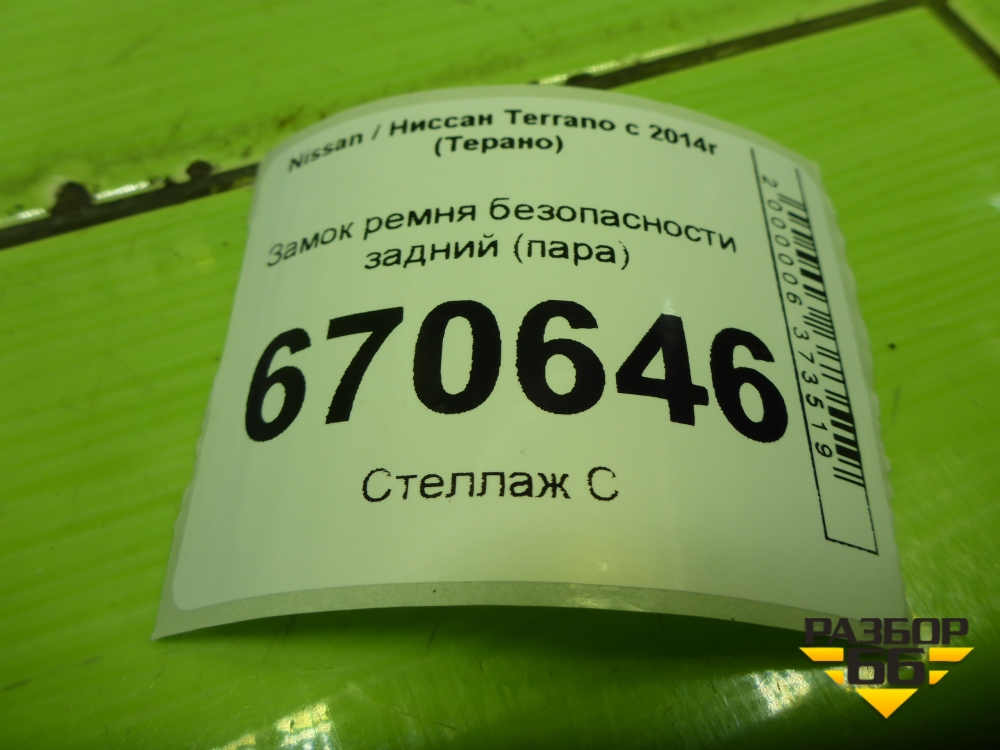 Nissan / Ниссан Terrano с 2014г
(Терано)
Замок ремня безопасности
задний (пара)
670646
Стеллаж С
2000006373519
РАЗБОР
66